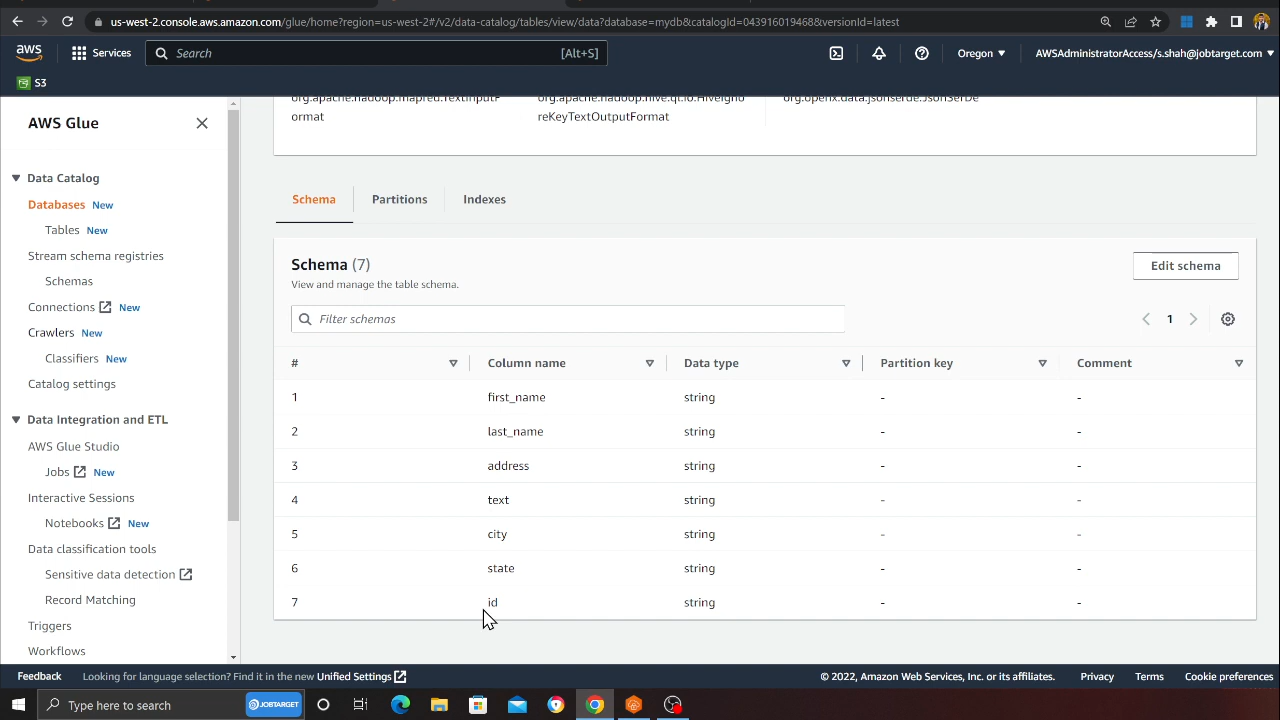 us-west-2.console.aws.amazon.com/glue/home?region=us-west-2#/v2/data-catalog/tables/view/data?database=mydb&catalogId=043916019468&versionId=latest
aws
Services
Search
[Alt+S]
Oregon
AWSAdministratorAccess/s.shah@jobtarget.com
S3
AWS Glue
Data Catalog
Databases New
Tables New
Stream schema registries
Schemas
Connections New
Crawlers New
Classifiers New
Catalog settings
Data Integration and ETL
AWS Glue Studio
Jobs New
Interactive Sessions
Notebooks New
Data classification tools
Sensitive data detection
Record Matching
Triggers
Workflows
org.apache.hadoop.mapred.TextInputF
ormat
org.apache.hadoop.hive.ql.io.HiveIgno
reKeyTextOutputFormat
org.openx.data.jsonserde.JsonSerDe
Schema Partitions Indexes
Schema (7)
View and manage the table schema.
Edit schema
Filter schemas
1
# Column name Data type Partition key Comment
1 first_name string - -
2 last_name string - -
3 address string - -
4 text string - -
5 city string - -
6 state string - -
7 id string - -
Feedback
Looking for language selection? Find it in the new Unified Settings
© 2022, Amazon Web Services, Inc. or its affiliates.
Privacy Terms Cookie preferences
Type here to search
JOBTARGET